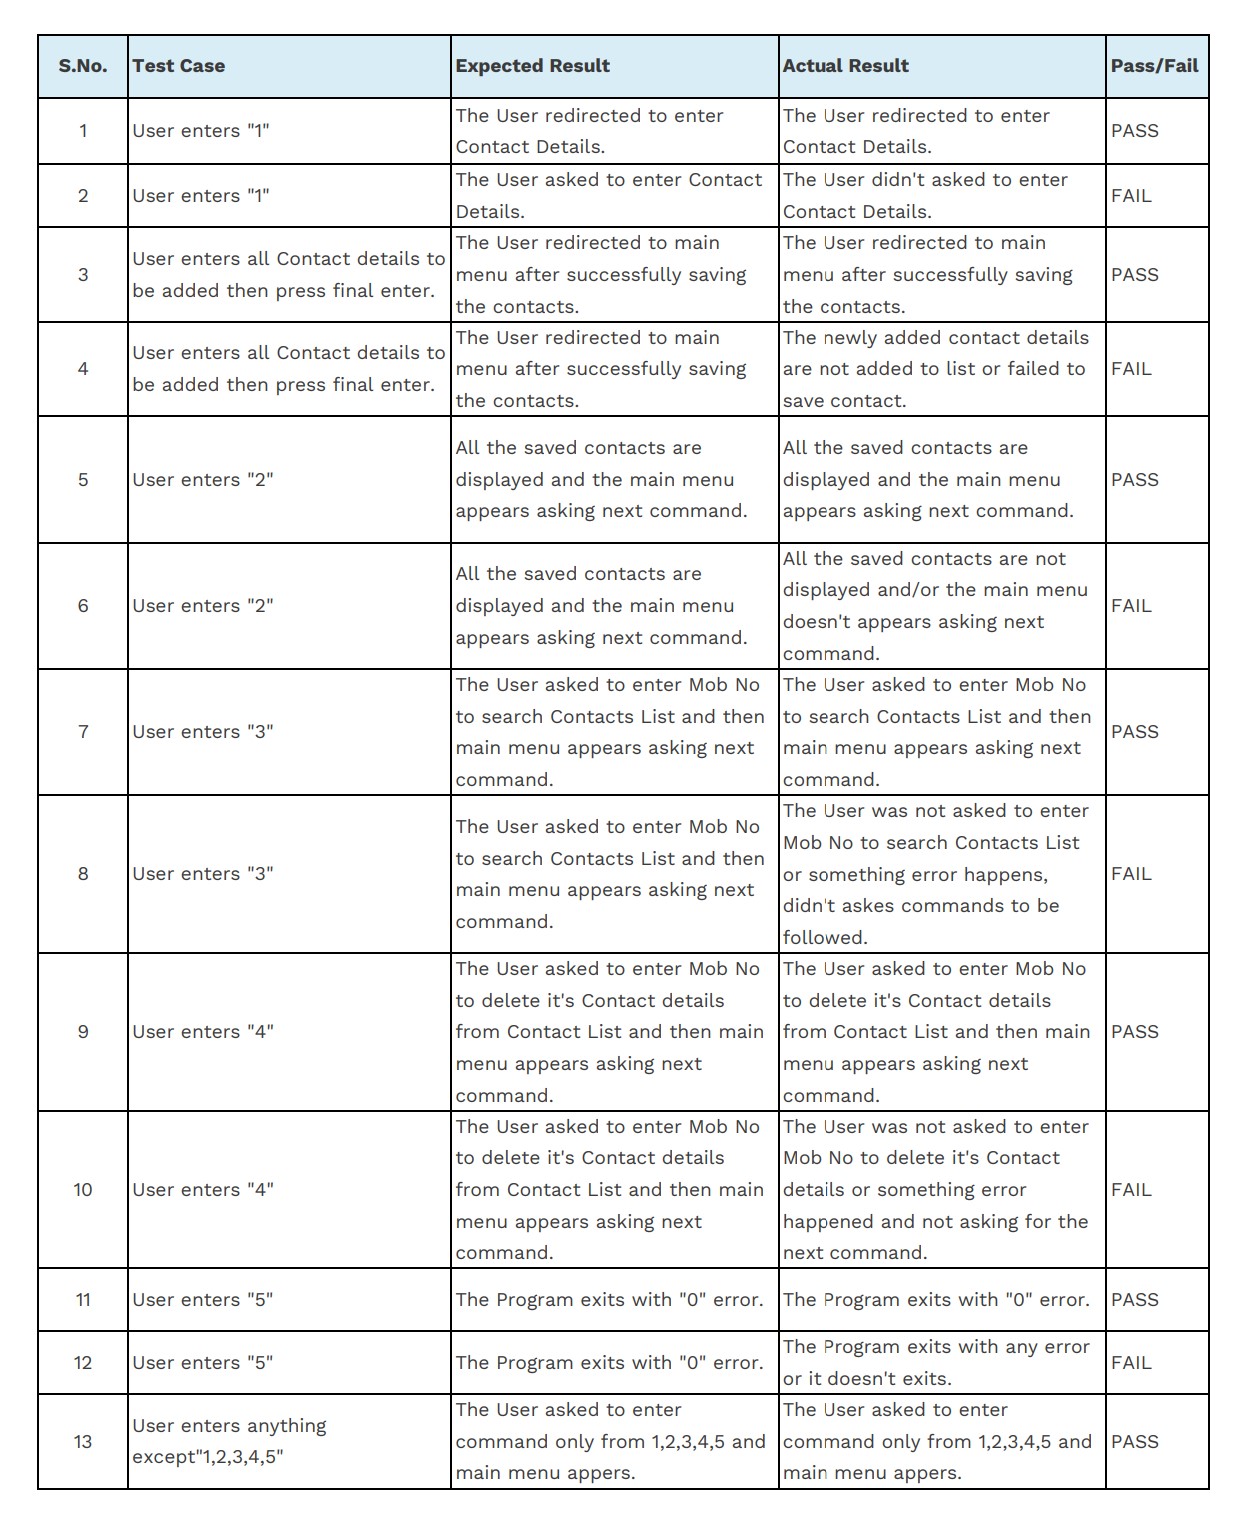 S.No. Test Case Expected Result Actual Result Pass/Fail
1
User enters "1"
The User redirected to enter
Contact Details.
The User redirected to enter
Contact Details.
PASS
2
User enters "1"
The User asked to enter Contact
Details.
The User didn't asked to enter
Contact Details.
FAIL
3
User enters all Contact details to
be added then press final enter.
The User redirected to main
menu after successfully saving
the contacts.
The User redirected to main
menu after successfully saving
the contacts.
PASS
4
User enters all Contact details to
be added then press final enter.
The User redirected to main
menu after successfully saving
the contacts.
The newly added contact details
are not added to list or failed to
save contact.
FAIL
5
User enters "2"
All the saved contacts are
displayed and the main menu
appears asking next command.
All the saved contacts are
displayed and the main menu
appears asking next command.
PASS
6
User enters "2"
All the saved contacts are
displayed and the main menu
appears asking next command.
All the saved contacts are not
displayed and/or the main menu
doesn't appears asking next
command.
FAIL
7
User enters "3"
The User asked to enter Mob No
to search Contacts List and then
main menu appears asking next
command.
The User asked to enter Mob No
to search Contacts List and then
main menu appears asking next
command.
PASS
8
User enters "3"
The User asked to enter Mob No
to search Contacts List and then
main menu appears asking next
command.
The User was not asked to enter
Mob No to search Contacts List
or something error happens,
didn't askes commands to be
followed.
FAIL
9
User enters "4"
The User asked to enter Mob No
to delete it's Contact details
from Contact List and then main
menu appears asking next
command.
The User asked to enter Mob No
to delete it's Contact details
from Contact List and then main
menu appears asking next
command.
PASS
10
User enters "4"
The User asked to enter Mob No
to delete it's Contact details
from Contact List and then main
menu appears asking next
command.
The User was not asked to enter
Mob No to delete it's Contact
details or something error
happened and not asking for the
next command.
FAIL
11
User enters "5"
The Program exits with "0" error.
The Program exits with "0" error.
PASS
12
User enters "5"
The Program exits with "0" error.
The Program exits with any error
or it doesn't exits.
FAIL
13
User enters anything
except"1,2,3,4,5"
The User asked to enter
command only from 1,2,3,4,5 and
main menu appers.
The User asked to enter
command only from 1,2,3,4,5 and
main menu appers.
PASS